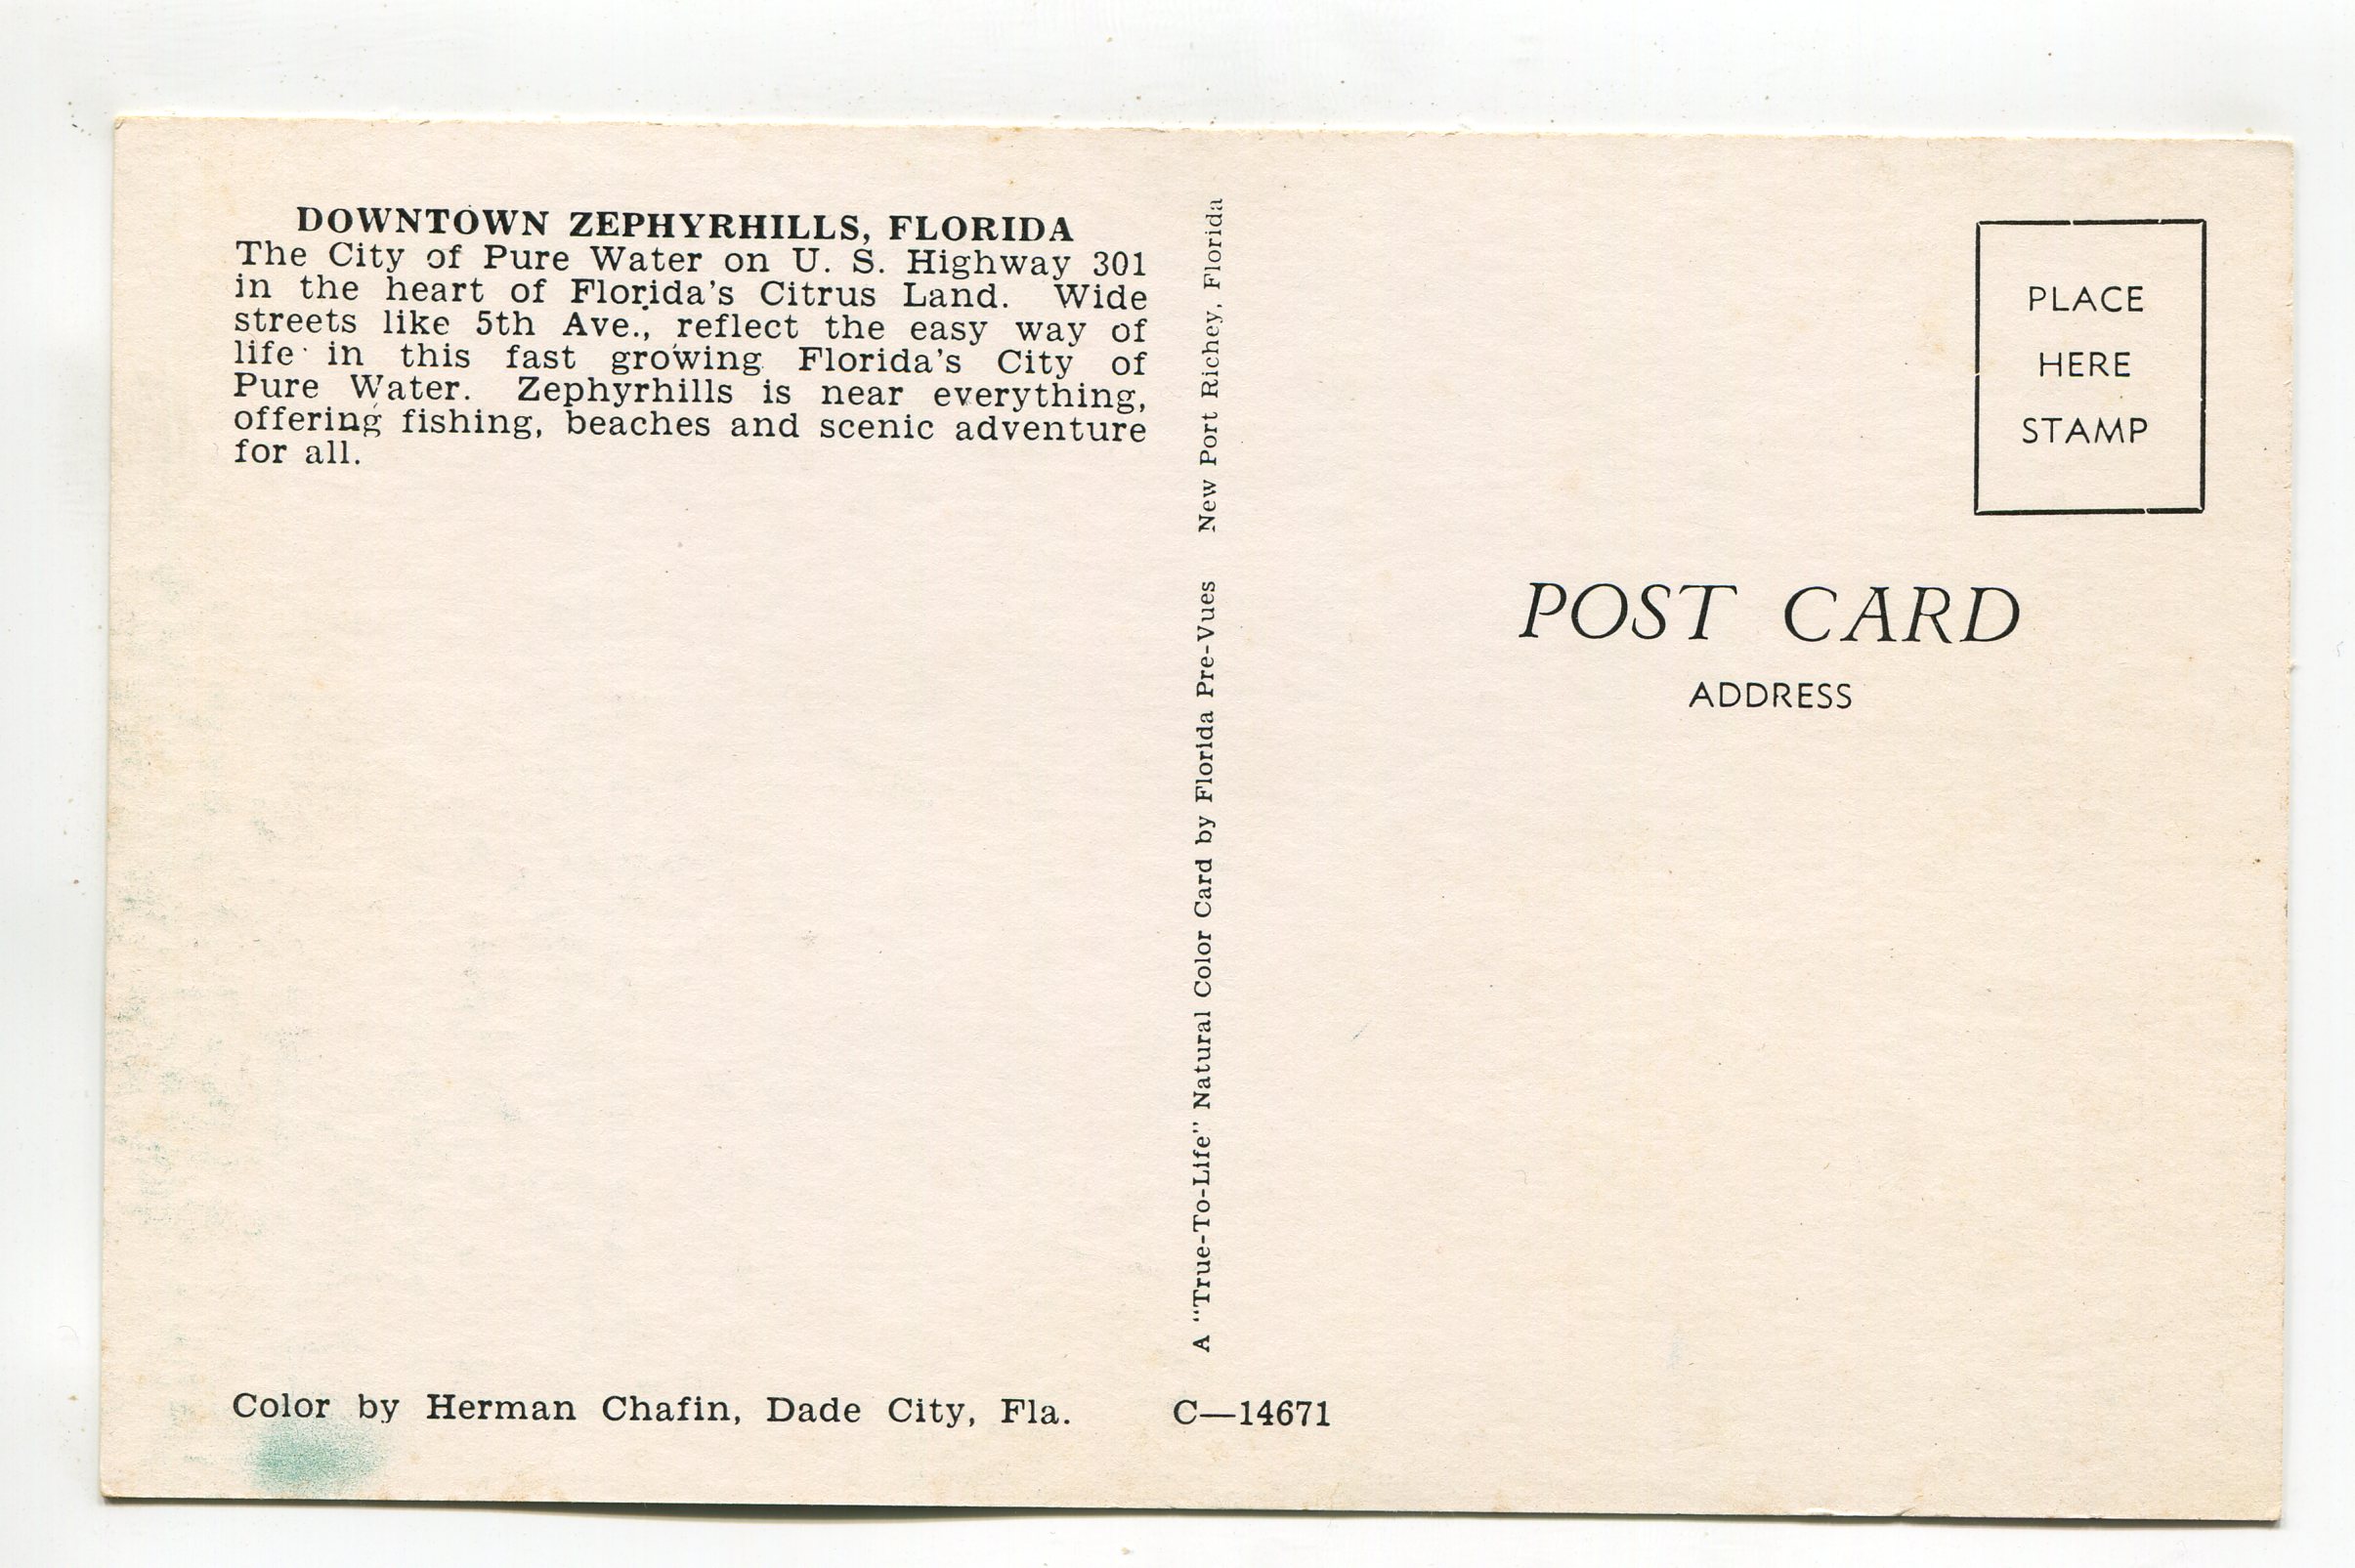 DOWNTOWN ZEPHYRHILLS, FLORIDA
The City of Pure Water on U. S. Highway 301
in the heart of Florida's Citrus Land. Wide
streets like 5th Ave., reflect the easy way of
life in this fast growing Florida's City of
Pure Water. Zephyrhills is near everything,
offering fishing, beaches and scenic adventure
for all.
Color by Herman Chafin, Dade City, Fla.
A "True-To-Life" Natural Color Card by Florida Pre-Vues New Port Richey, Florida
C—14671
PLACE
HERE
STAMP
POST CARD
ADDRESS